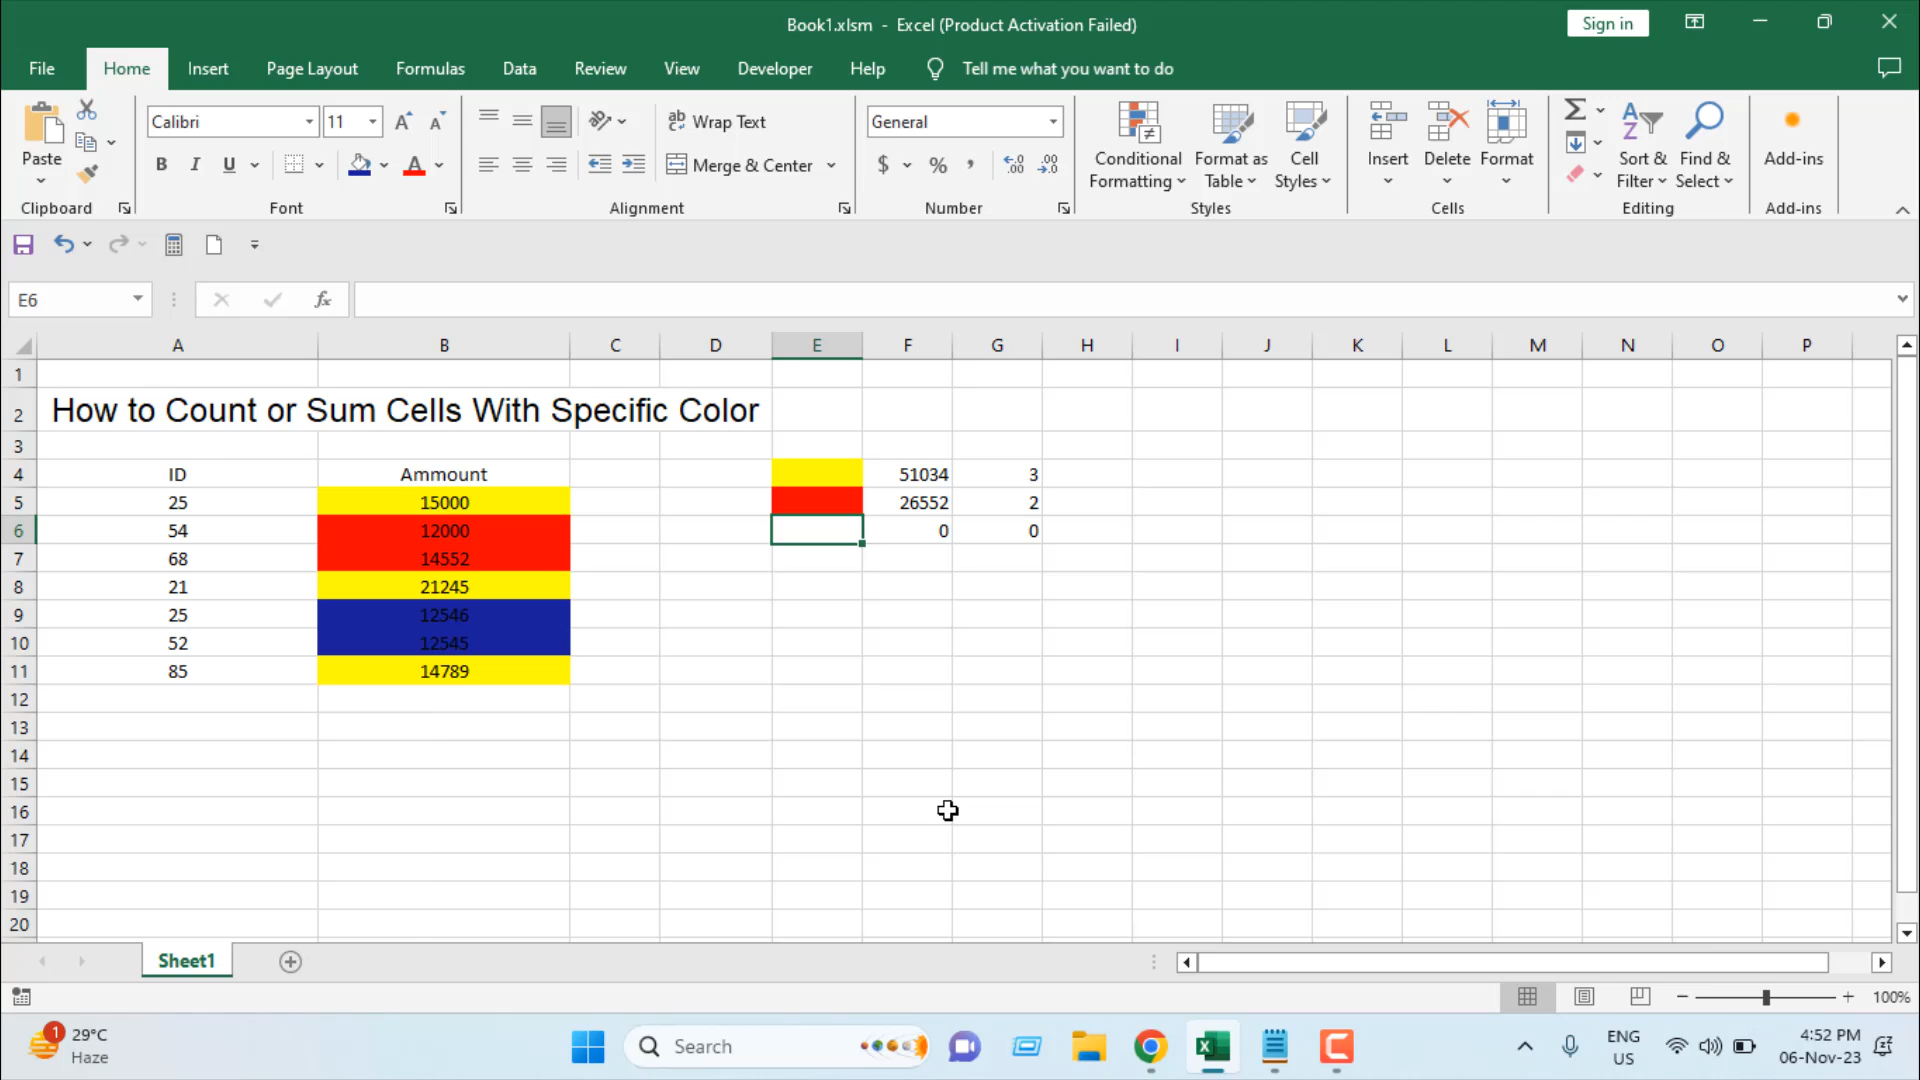 Book1.xlsm - Excel (Product Activation Failed)
Sign in
File Home Insert Page Layout Formulas Data Review View Developer Help Tell me what you want to do
Calibri 11 Wrap Text General
Paste B I U A Merge & Center $ % , Conditional Formatting Format as Table Cell Styles Insert Delete Format Sort & Filter Find & Select Add-ins
Clipboard Font Alignment Number Styles Cells Editing Add-ins
E6 fx
A B C D E F G H I J K L M N O P
1
2 How to Count or Sum Cells With Specific Color
3
4 ID Ammount 51034 3
5 25 15000 26552 2
6 54 12000 0 0
7 68 14552
8 21 21245
9 25 12546
10 52 12545
11 85 14789
12
13
14
15
16
17
18
19
20
Sheet1
100%
1 29°C Search ENG 4:52 PM
Haze US 06-Nov-23